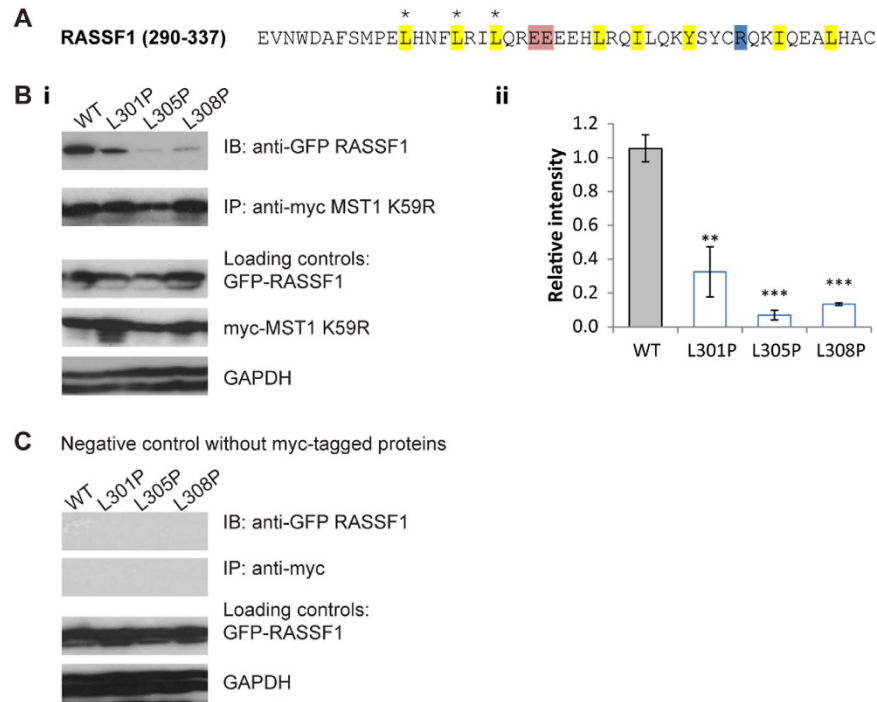 A
* * *
RASSF1 (290-337) EVNWDAFSMPELHNFLRILQREEEEHLRQILQKYSYCRQKIQEALHAC
B i
WT L301P L305P L308P
IB: anti-GFP RASSF1
IP: anti-myc MST1 K59R
Loading controls:
GFP-RASSF1
myc-MST1 K59R
GAPDH
ii
Relative intensity
1.2
1.0
0.8
0.6
0.4
0.2
0.0
** *** ***
WT L301P L305P L308P
C Negative control without myc-tagged proteins
WT L301P L305P L308P
IB: anti-GFP RASSF1
IP: anti-myc
Loading controls:
GFP-RASSF1
GAPDH